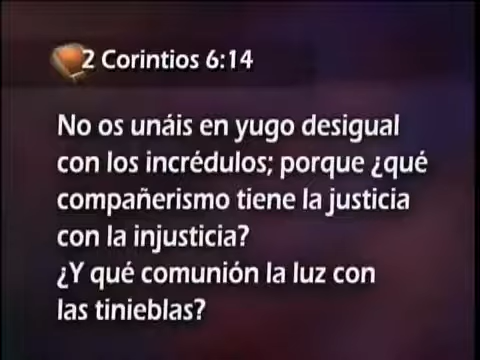 2 Corintios 6:14
No os unáis en yugo desigual
con los incrédulos; porque ¿qué
compañerismo tiene la justicia
con la injusticia?
¿Y qué comunión la luz con
las tinieblas?